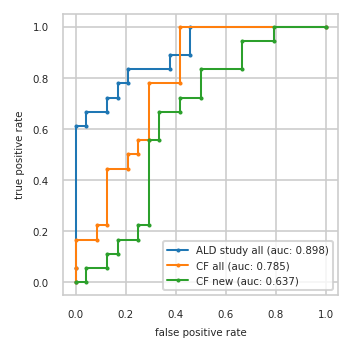 1.0
0.8
0.6
0.4
0.2
0.0
true positive rate
ALD study all (auc: 0.898)
CF all (auc: 0.785)
CF new (auc: 0.637)
0.0 0.2 0.4 0.6 0.8 1.0
false positive rate